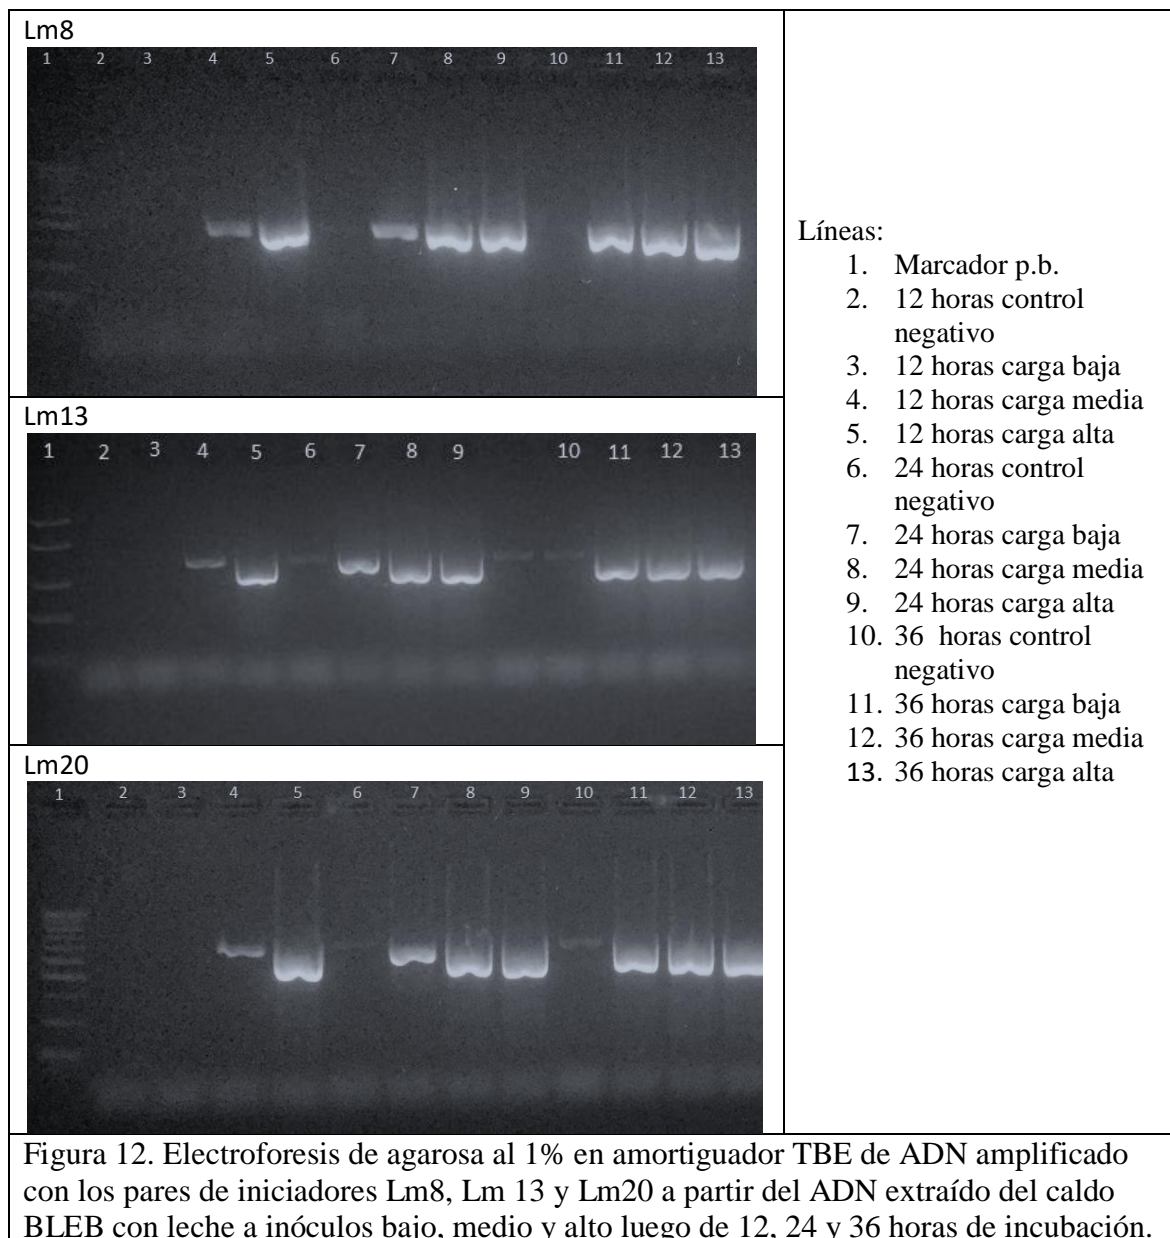 Lm8
1 2 3 4 5 6 7 8 9 10 11 12 13
Lm13
1 2 3 4 5 6 7 8 9 10 11 12 13
Lm20
1 2 3 4 5 6 7 8 9 10 11 12 13
Líneas:
1. Marcador p.b.
2. 12 horas control
negativo
3. 12 horas carga baja
4. 12 horas carga media
5. 12 horas carga alta
6. 24 horas control
negativo
7. 24 horas carga baja
8. 24 horas carga media
9. 24 horas carga alta
10. 36 horas control
negativo
11. 36 horas carga baja
12. 36 horas carga media
13. 36 horas carga alta
Figura 12. Electroforesis de agarosa al 1% en amortiguador TBE de ADN amplificado
con los pares de iniciadores Lm8, Lm 13 y Lm20 a partir del ADN extraído del caldo
BLEB con leche a inóculos bajo, medio y alto luego de 12, 24 y 36 horas de incubación.